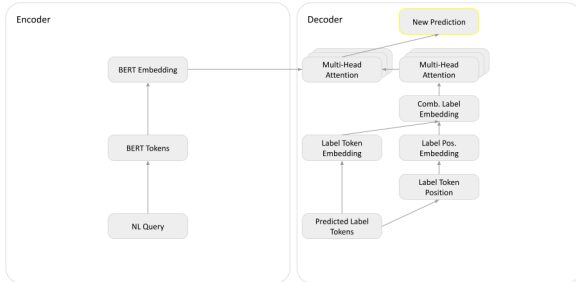 Encoder
Decoder
New Prediction
BERT Embedding
Multi-Head
Attention
Multi-Head
Attention
Comb. Label
Embedding
BERT Tokens
Label Token
Embedding
Label Pos.
Embedding
Label Token
Position
NL Query
Predicted Label
Tokens